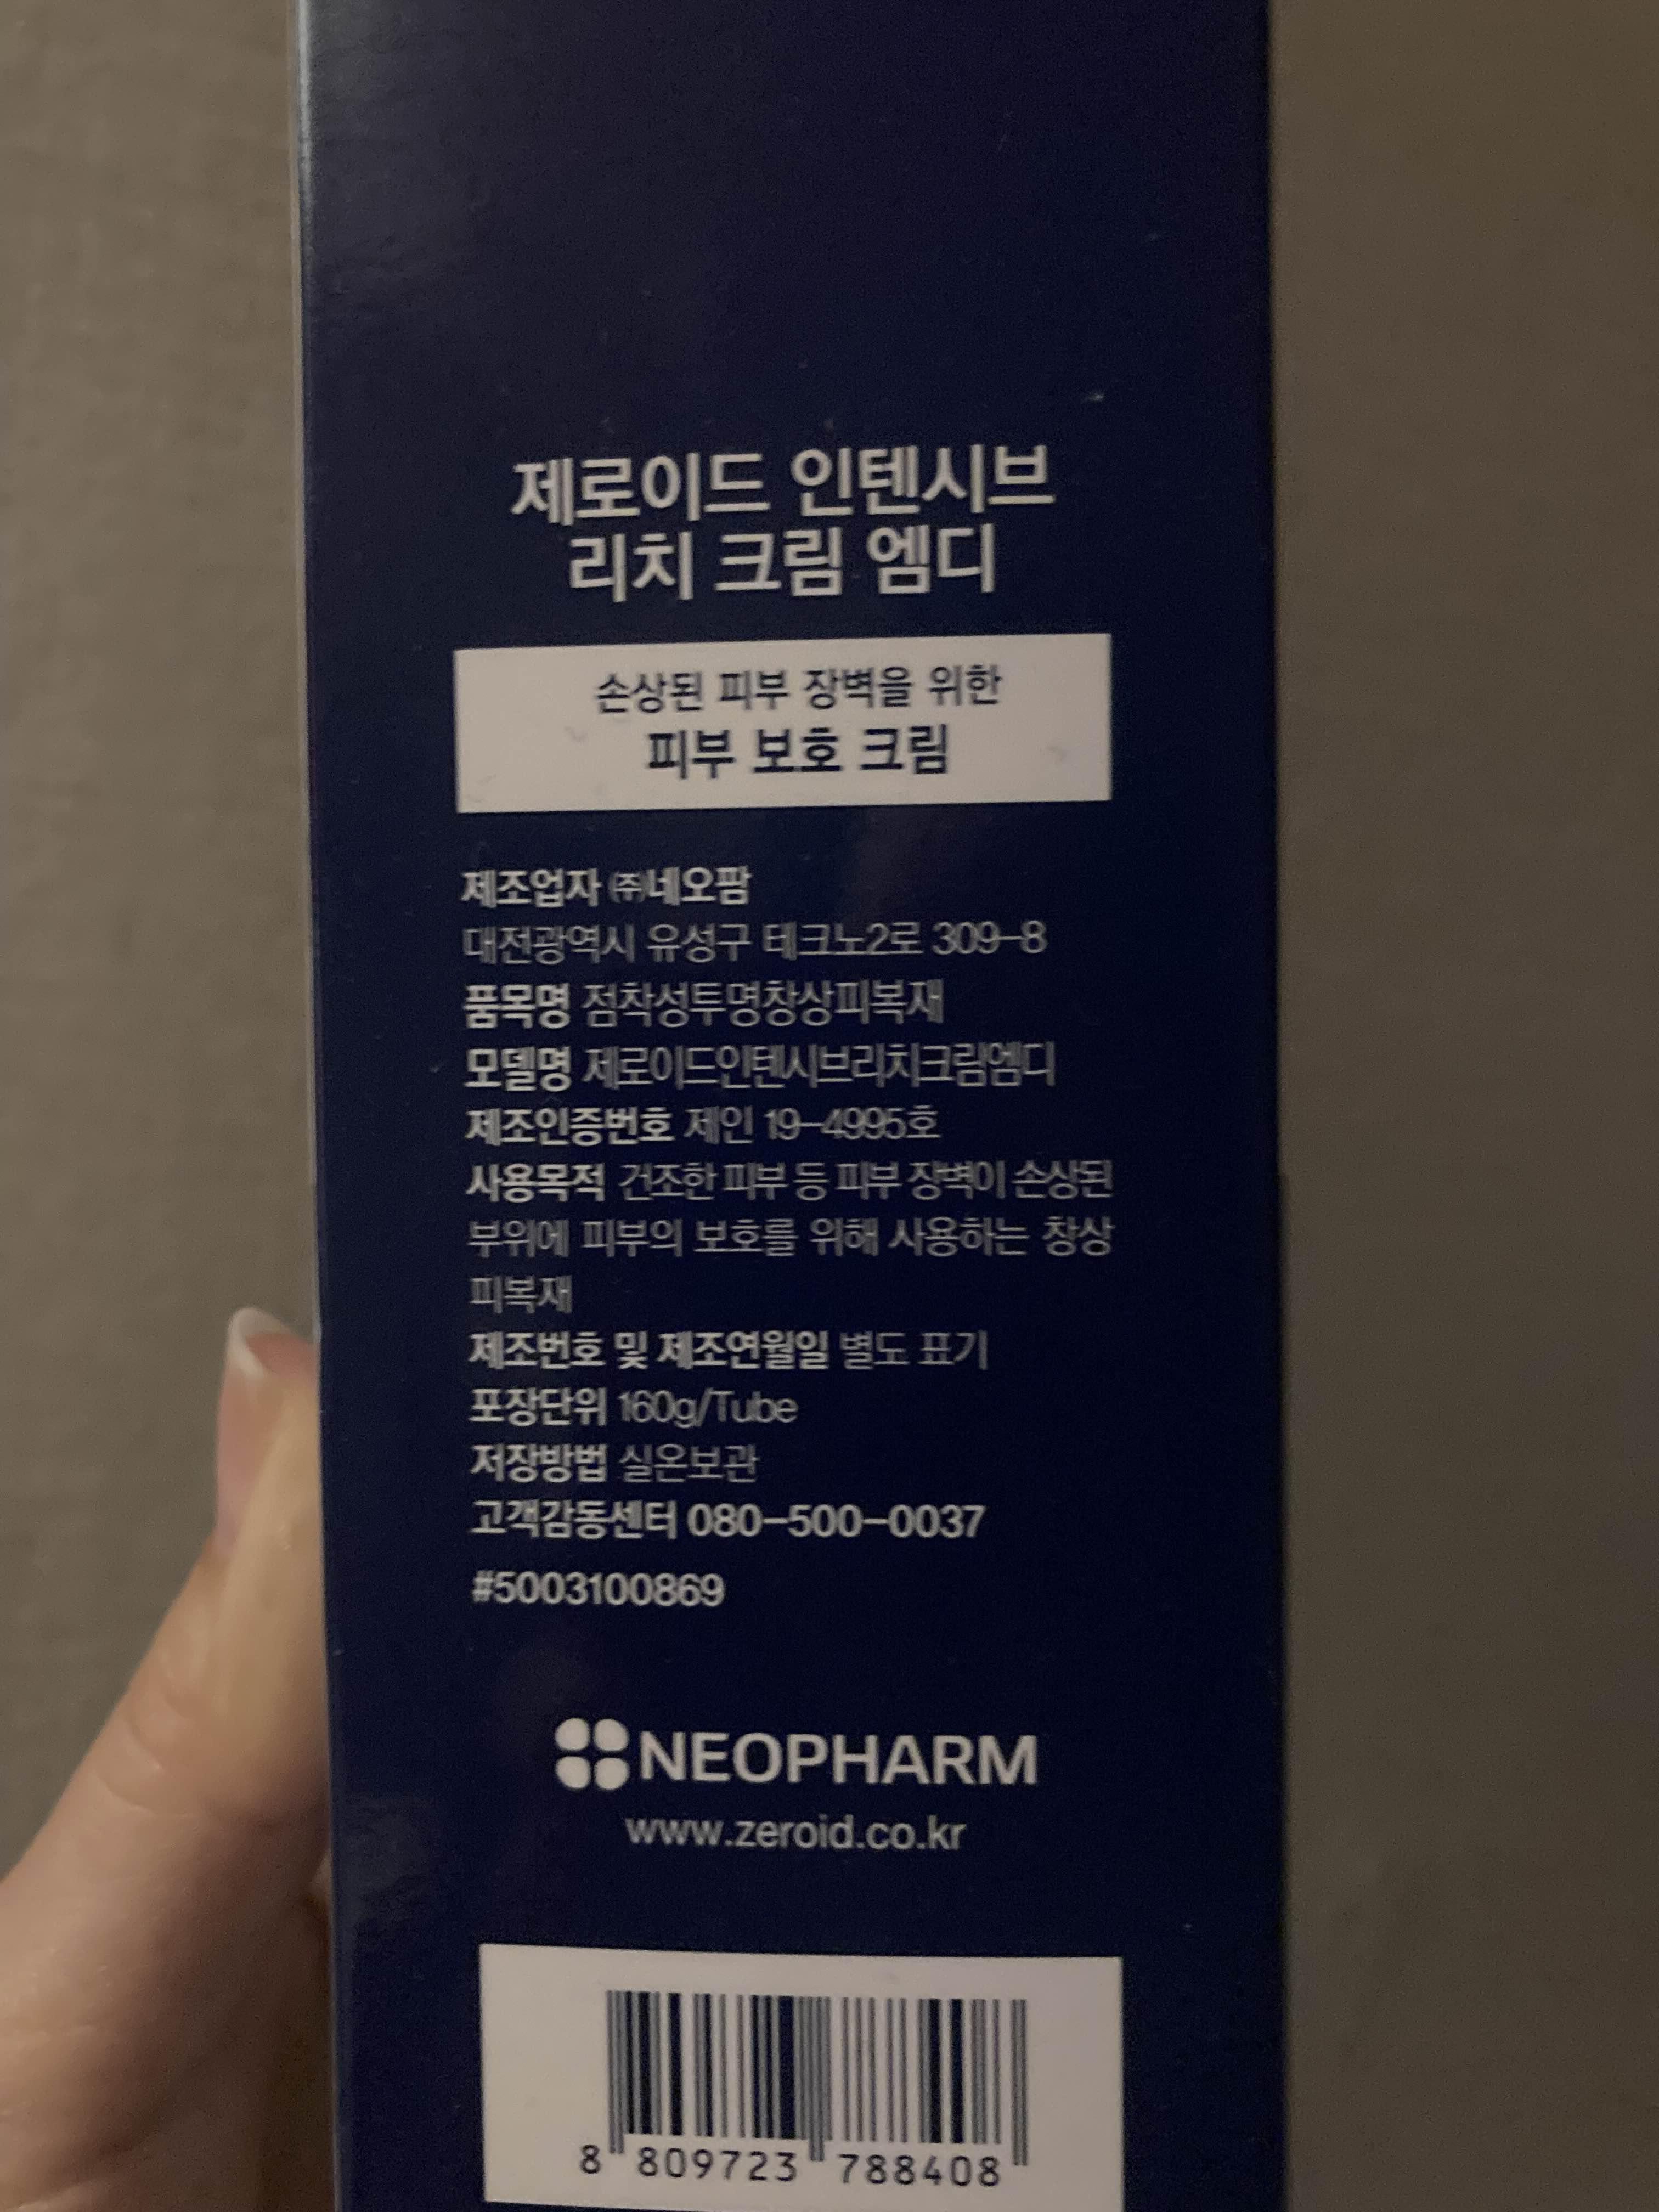 제로이드 인텐시브
리치 크림 엠디
손상된 피부 장벽을 위한
피부 보호 크림
제조업자 ㈜네오팜
대전광역시 유성구 테크노2로 309-8
품목명 점착성투명창상피복재
모델명 제로이드인텐시브리치크림엠디
제조인증번호 제인 19-4995호
사용목적 건조한 피부 등 피부 장벽이 손상된
부위에 피부의 보호를 위해 사용하는 창상
피복재
제조번호 및 제조연월일 별도 표기
포장단위 160g/Tube
저장방법 실온보관
고객감동센터 080-500-0037
#5003100869
NEOPHARM
www.zeroid.co.kr
8 809723 788408